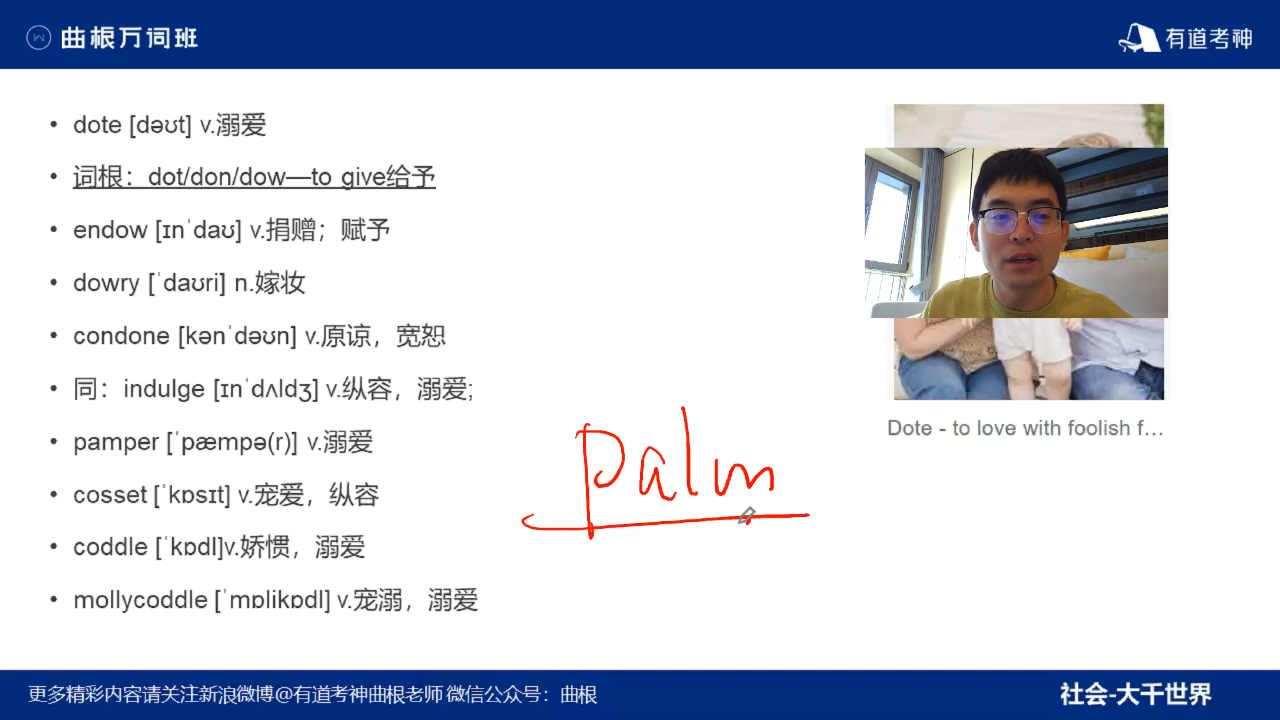 曲根万词班
有道考神
• dote [dəʊt] v.溺爱
• 词根：dot/don/dow—to give给予
• endow [ɪnˈdaʊ] v.捐赠；赋予
• dowry [ˈdaʊri] n.嫁妆
• condone [kənˈdəʊn] v.原谅，宽恕
• 同：indulge [ɪnˈdʌldʒ] v.纵容，溺爱;
• pamper [ˈpæmpə(r)] v.溺爱
• cosset [ˈkɒsɪt] v.宠爱，纵容
• coddle [ˈkɒdl]v.娇惯，溺爱
• mollycoddle [ˈmɒlikɒdl] v.宠溺，溺爱
palm
Dote - to love with foolish f…
更多精彩内容请关注新浪微博@有道考神曲根老师 微信公众号：曲根
社会-大千世界